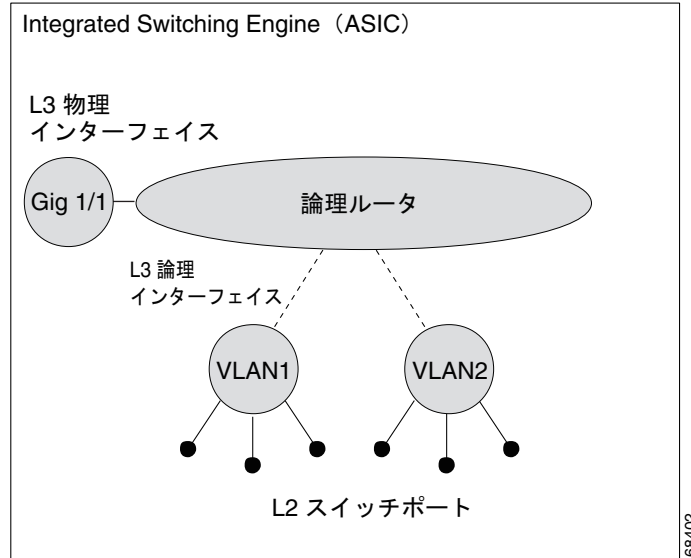 Integrated Switching Engine（ASIC）
L3 物理
インターフェイス
Gig 1/1
論理ルータ
L3 論理
インターフェイス
VLAN1
VLAN2
L2 スイッチポート
68402